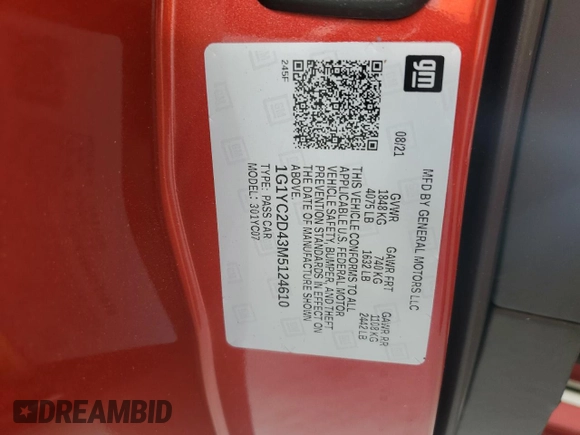 gm
MFD BY GENERAL MOTORS LLC
08/21
GVWR
1848 KG
4075 LB
GAWR FRT
740 KG
1632 LB
GAWR RR
1108 KG
2442 LB
THIS VEHICLE CONFORMS TO ALL
APPLICABLE U.S. FEDERAL MOTOR
VEHICLE SAFETY, BUMPER, AND THEFT
PREVENTION STANDARDS IN EFFECT ON
THE DATE OF MANUFACTURE SHOWN
ABOVE.
1G1YC2D43M5124610
TYPE: PASS CAR
MODEL: 301YC07
245F
DREAMBID